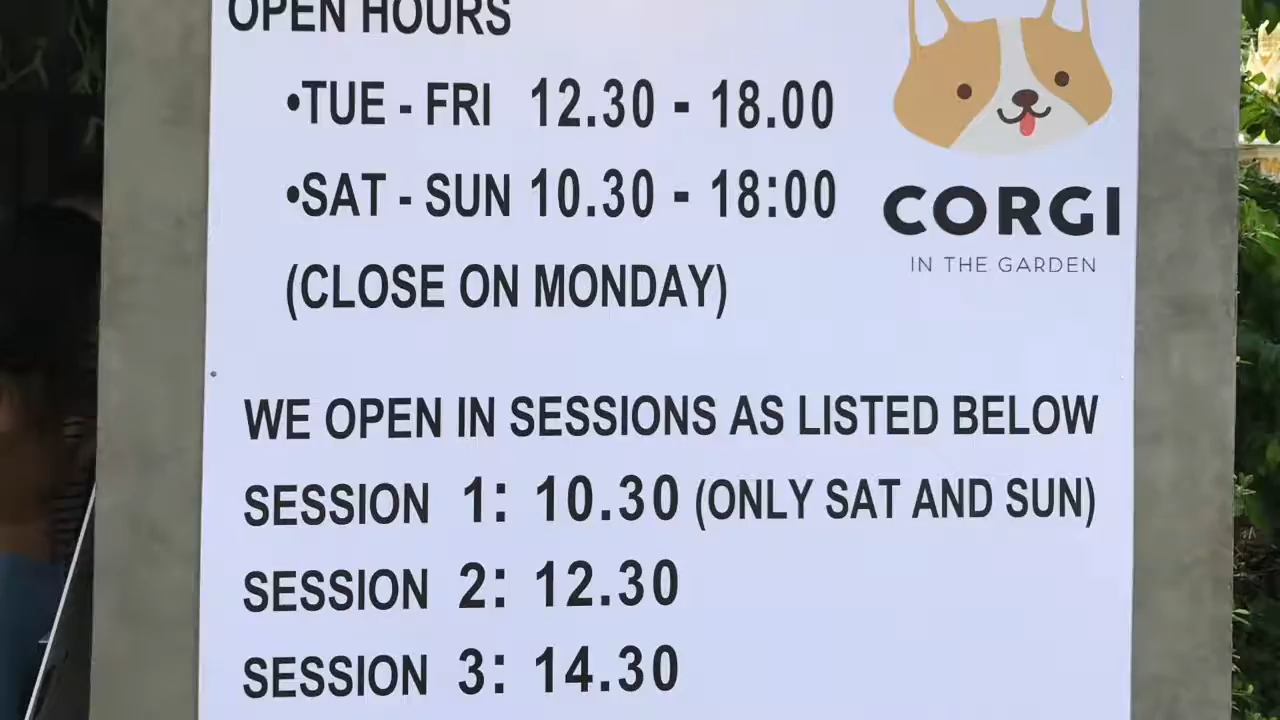 OPEN HOURS
•TUE - FRI 12.30 - 18.00
•SAT - SUN 10.30 - 18:00
(CLOSE ON MONDAY)
CORGI
IN THE GARDEN
WE OPEN IN SESSIONS AS LISTED BELOW
SESSION 1: 10.30 (ONLY SAT AND SUN)
SESSION 2: 12.30
SESSION 3: 14.30